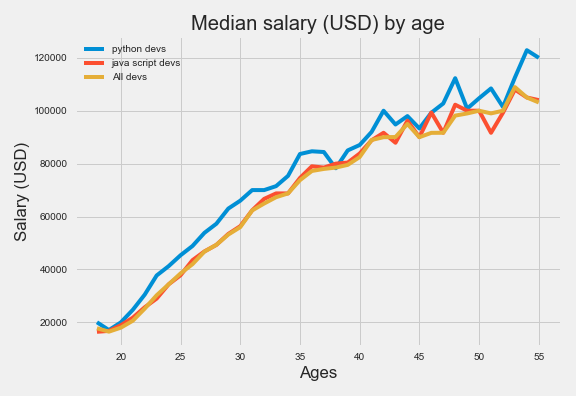 Median salary (USD) by age
python devs
java script devs
All devs
120000
100000
80000
60000
40000
20000
Salary (USD)
20 25 30 35 40 45 50 55
Ages